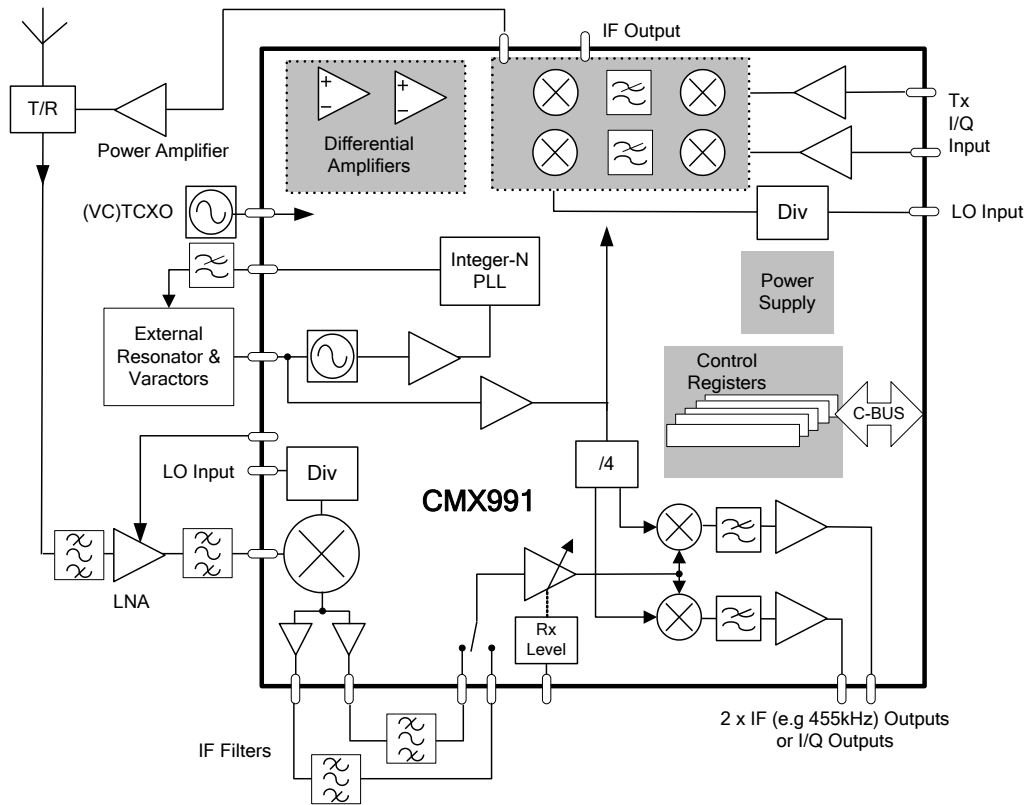 IF Output
T/R
Power Amplifier
+
−
+
−
Differential
Amplifiers
Tx
I/Q
Input
(VC)TCXO
Div
LO Input
Integer-N
PLL
Power
Supply
External
Resonator &
Varactors
Control
Registers
C-BUS
LO Input
Div
/4
CMX991
LNA
Rx
Level
IF Filters
2 x IF (e.g 455kHz) Outputs
or I/Q Outputs